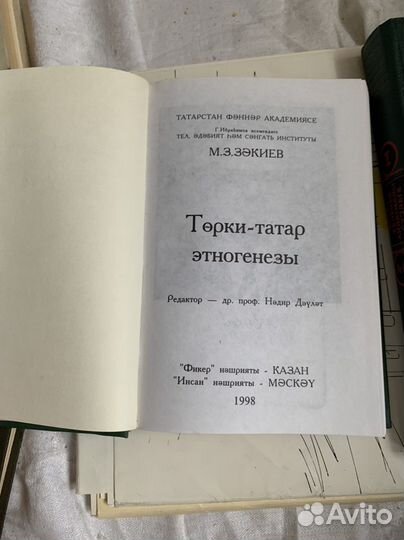 ТАТАРСТАН ФӘННӘР АКАДЕМИЯСЕ
Г.Ибраһимов исемендәге
ТЕЛ, ӘДӘБИЯТ ҺӘМ СӘНГАТЬ ИНСТИТУТЫ
М.З.ЗӘКИЕВ
Төрки-татар
этногенезы
Редактор — др. проф. Надир Дәүләт
"Фикер" нәшрияты - КАЗАН
"Инсан" нәшрияты - МӘСКӘҮ
1998
Avito